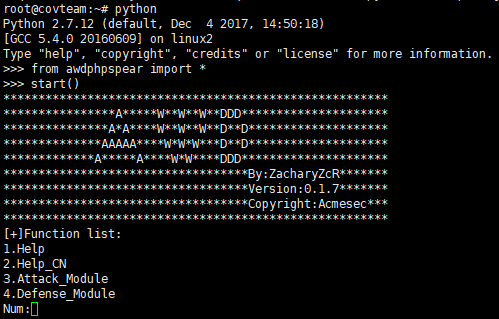 root@covteam:~# python
Python 2.7.12 (default, Dec  4 2017, 14:50:18)
[GCC 5.4.0 20160609] on linux2
Type "help", "copyright", "credits" or "license" for more information.
>>> from awdphpspear import *
>>> start()
*******************************************************
****************A*****W**W**W**DDD*********************
***************A*A****W**W**W**D**D********************
**************AAAAA****W*W*W***D**D********************
*************A*****A****W*W****DDD*********************
***********************************By:ZacharyZcR*******
***********************************Version:0.1.7*******
***********************************Copyright:Acmesec***
*******************************************************
[+]Function list:
1.Help
2.Help_CN
3.Attack_Module
4.Defense_Module
Num: